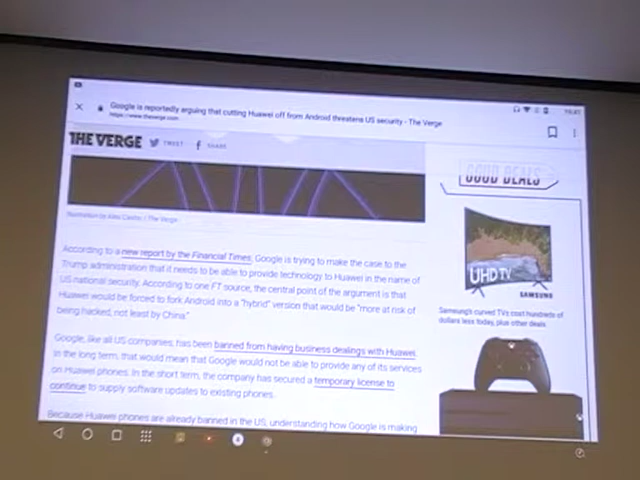 Google is reportedly arguing that cutting Huawei off from Android threatens US security - The Verge
https://www.theverge.com
THE VERGE TWEET SHARE
Illustration by Alex Castro / The Verge
According to a new report by the Financial Times, Google is trying to make the case to the
Trump administration that it needs to be able to provide technology to Huawei in the name of
US national security. According to one FT source, the central point of the argument is that
Huawei would be forced to fork Android into a "hybrid" version that would be "more at risk of
being hacked, not least by China."
Google, like all US companies, has been banned from having business dealings with Huawei.
In the long term, that would mean that Google would not be able to provide any of its services
on Huawei phones. In the short term, the company has secured a temporary license to
continue to supply software updates to existing phones.
Because Huawei phones are already banned in the US, understanding how Google is making
GOOD DEALS
UHD TV
SAMSUNG
Samsung's curved TVs cost hundreds of
dollars less today, plus other deals